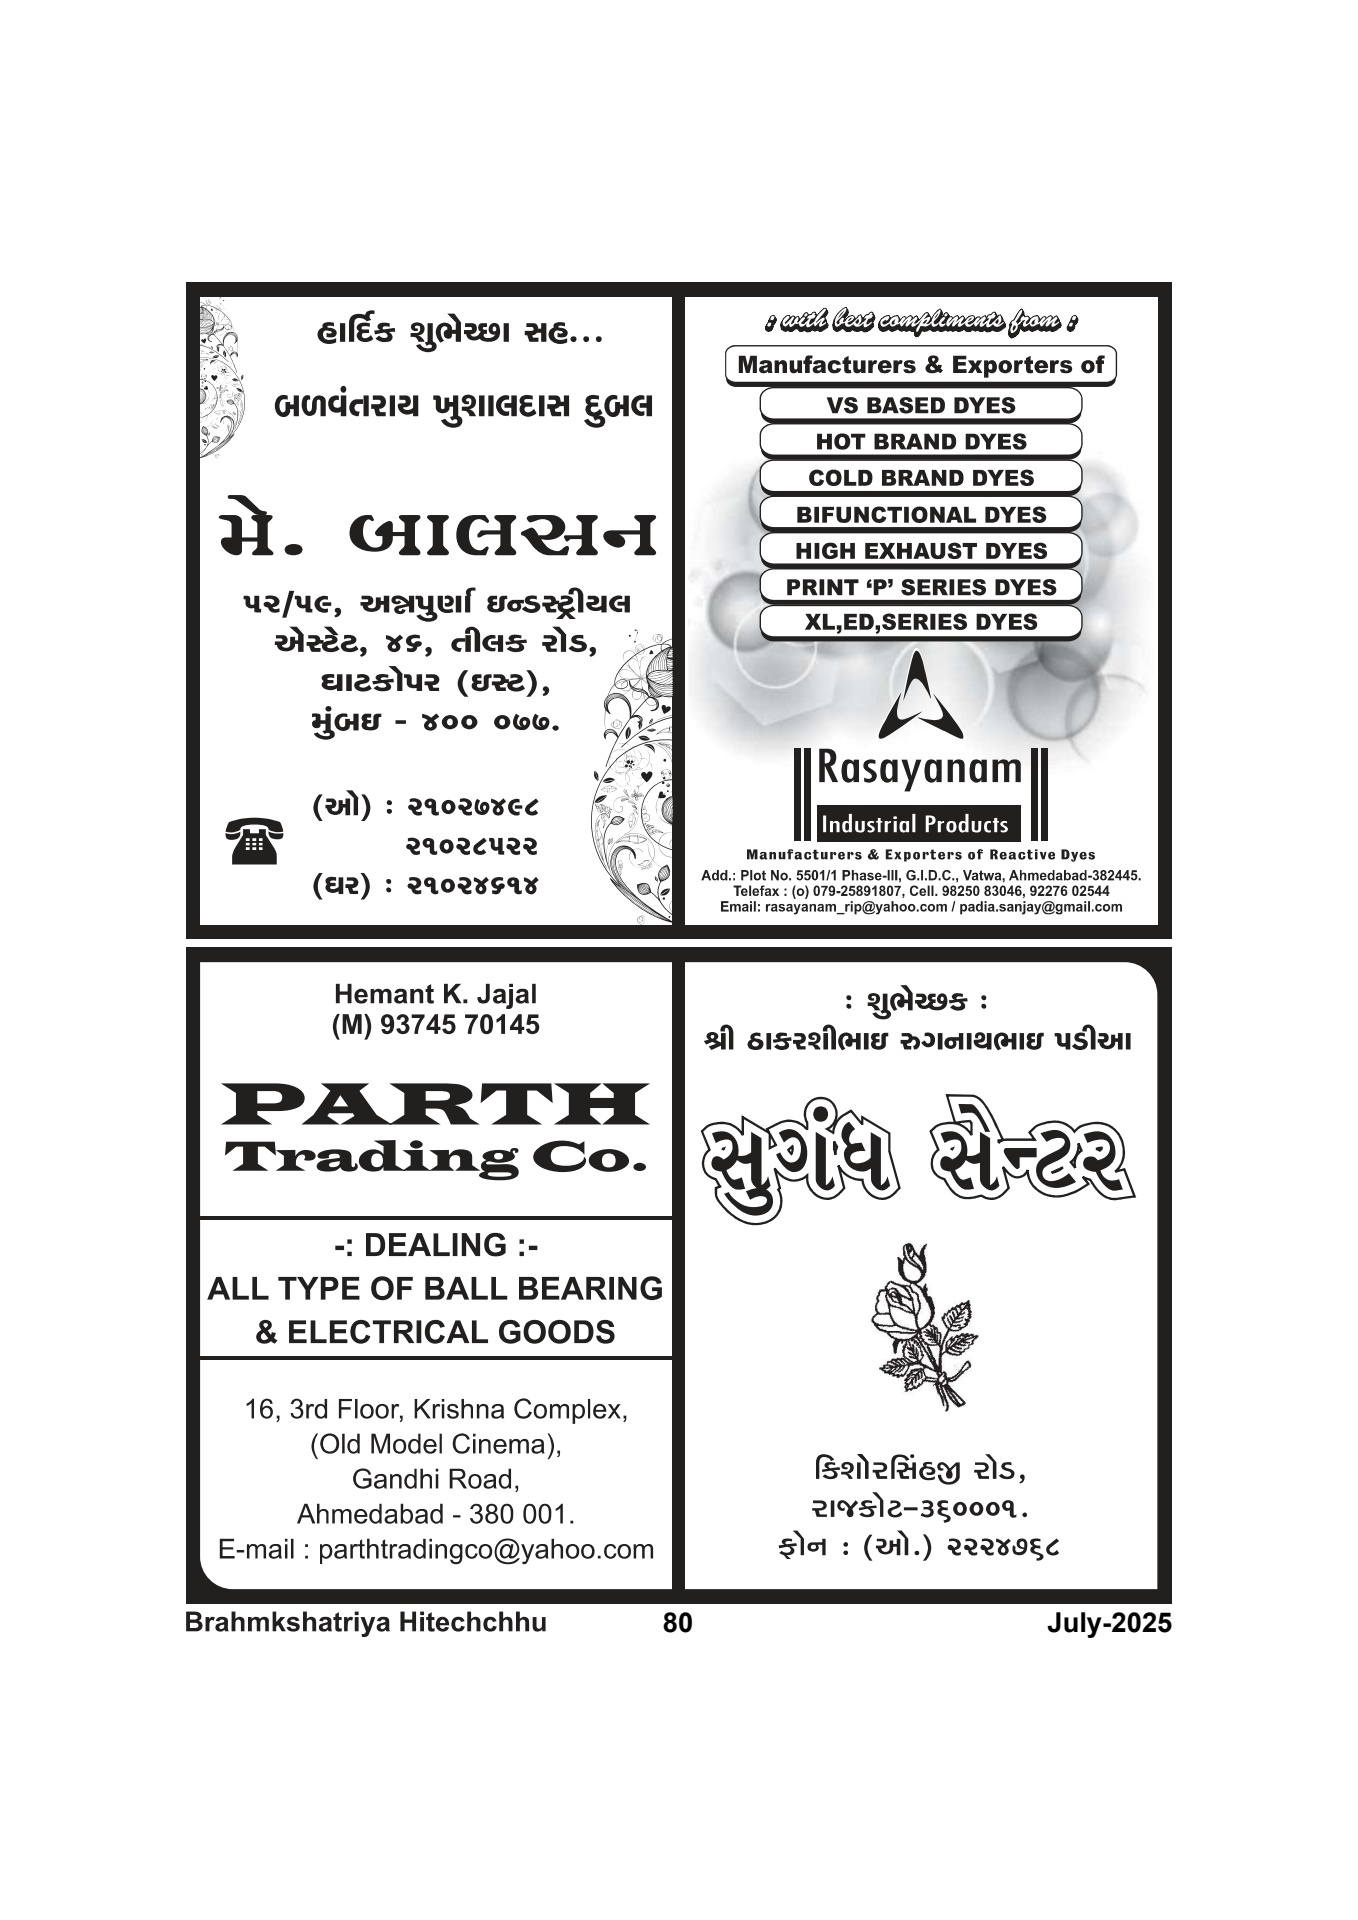 હાર્દિક શુભેચ્છા સહ...
બળવંતરાય ખુશાલદાસ દુબલ
મે. બાલસન
૫૨/૫૯, અન્નપુર્ણા ઇન્ડસ્ટ્રીયલ
એસ્ટેટ, ૪૬, તીલક રોડ,
ઘાટકોપર (ઇસ્ટ),
મુંબઇ - ૪૦૦ ૦૭૭.
(ઓ) : ૨૧૦૨૭૪૯૮
૨૧૦૨૮૫૨૨
(ઘર) : ૨૧૦૨૪૬૧૪
: with best compliments from :
Manufacturers & Exporters of
VS BASED DYES
HOT BRAND DYES
COLD BRAND DYES
BIFUNCTIONAL DYES
HIGH EXHAUST DYES
PRINT ‘P’ SERIES DYES
XL,ED,SERIES DYES
Rasayanam
Industrial Products
Manufacturers & Exporters of Reactive Dyes
Add.: Plot No. 5501/1 Phase-III, G.I.D.C., Vatwa, Ahmedabad-382445.
Telefax : (o) 079-25891807, Cell. 98250 83046, 92276 02544
Email: rasayanam_rip@yahoo.com / padia.sanjay@gmail.com
Hemant K. Jajal
(M) 93745 70145
PARTH
Trading Co.
-: DEALING :-
ALL TYPE OF BALL BEARING
& ELECTRICAL GOODS
16, 3rd Floor, Krishna Complex,
(Old Model Cinema),
Gandhi Road,
Ahmedabad - 380 001.
E-mail : parthtradingco@yahoo.com
: શુભેચ્છક :
શ્રી ઠાકરશીભાઇ રુગનાથભાઇ પડીઆ
સુગંધ સેન્ટર
કિશોરસિંહજી રોડ,
રાજકોટ–૩૬૦૦૦૧.
ફોન : (ઓ.) ૨૨૨૪૭૬૮
Brahmkshatriya Hitechchhu 80 July-2025